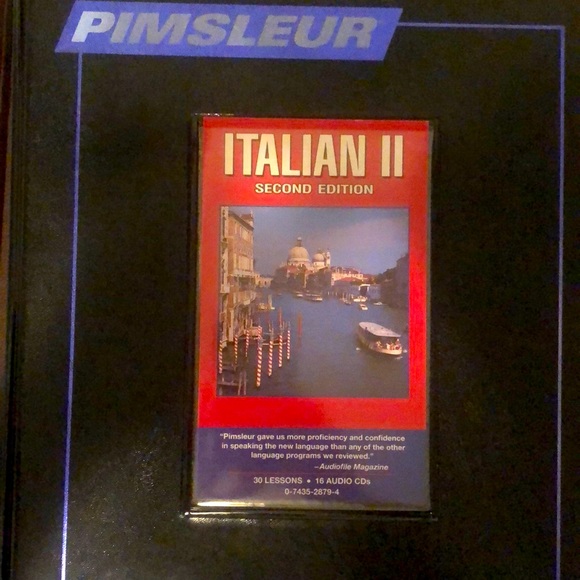 PIMSLEUR
ITALIAN II
SECOND EDITION
"Pimsleur gave us more proficiency and confidence
in speaking the new language than any of the other
language programs we reviewed."
–Audiofile Magazine
30 LESSONS • 16 AUDIO CDs
0-7435-2879-4